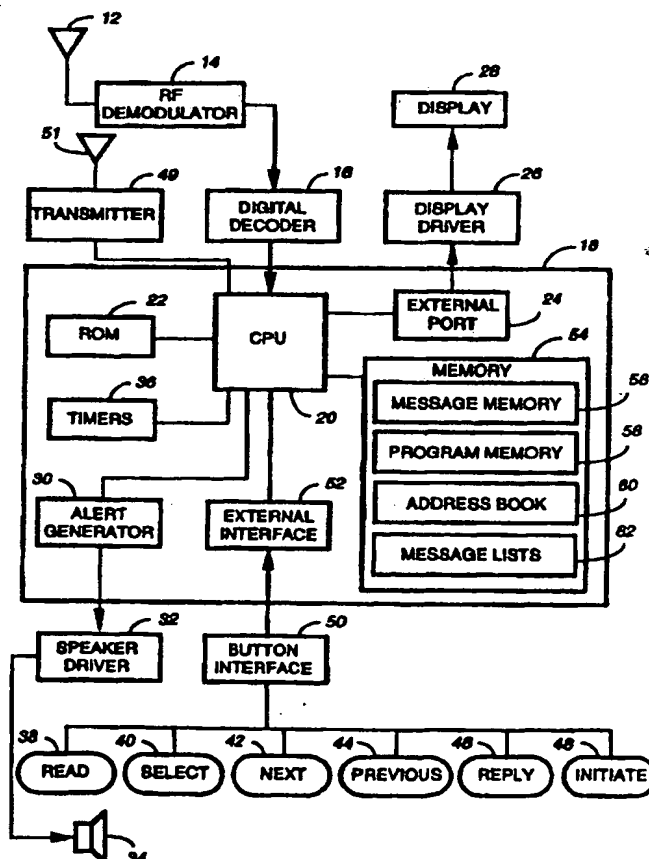 12
14
RF
DEMODULATOR
28
DISPLAY
51
49
TRANSMITTER
16
DIGITAL
DECODER
26
DISPLAY
DRIVER
18
22
ROM
CPU
20
EXTERNAL
PORT
24
54
MEMORY
36
TIMERS
MESSAGE MEMORY
56
PROGRAM MEMORY
58
30
ALERT
GENERATOR
52
EXTERNAL
INTERFACE
ADDRESS BOOK
60
MESSAGE LISTS
62
32
SPEAKER
DRIVER
50
BUTTON
INTERFACE
38
READ
40
SELECT
42
NEXT
44
PREVIOUS
46
REPLY
48
INITIATE
34